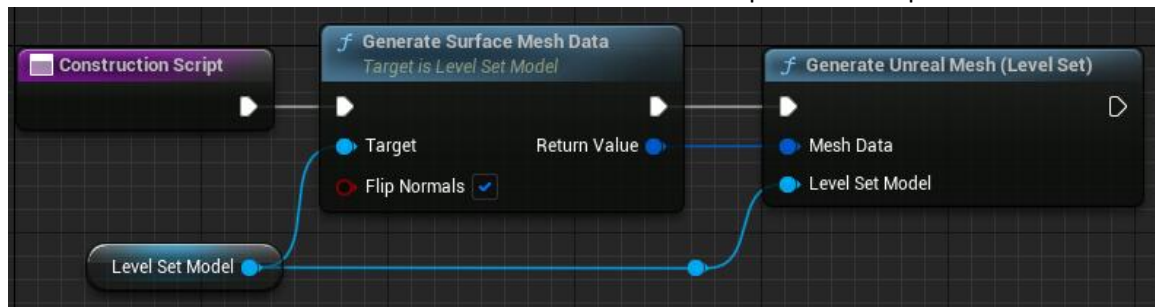 Construction Script
f Generate Surface Mesh Data
Target is Level Set Model
Target
Return Value
Flip Normals
f Generate Unreal Mesh (Level Set)
Mesh Data
Level Set Model
Level Set Model